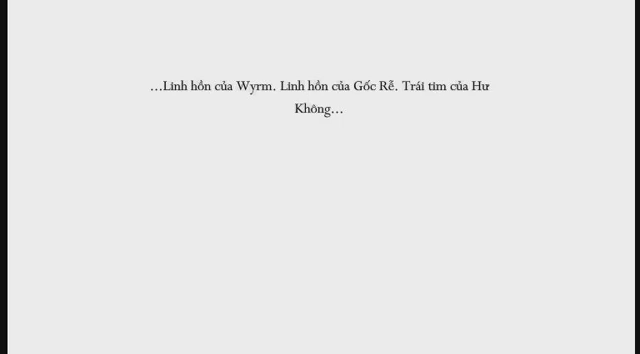 ...Linh hồn của Wyrm. Linh hồn của Gốc Rễ. Trái tim của Hư
Không...